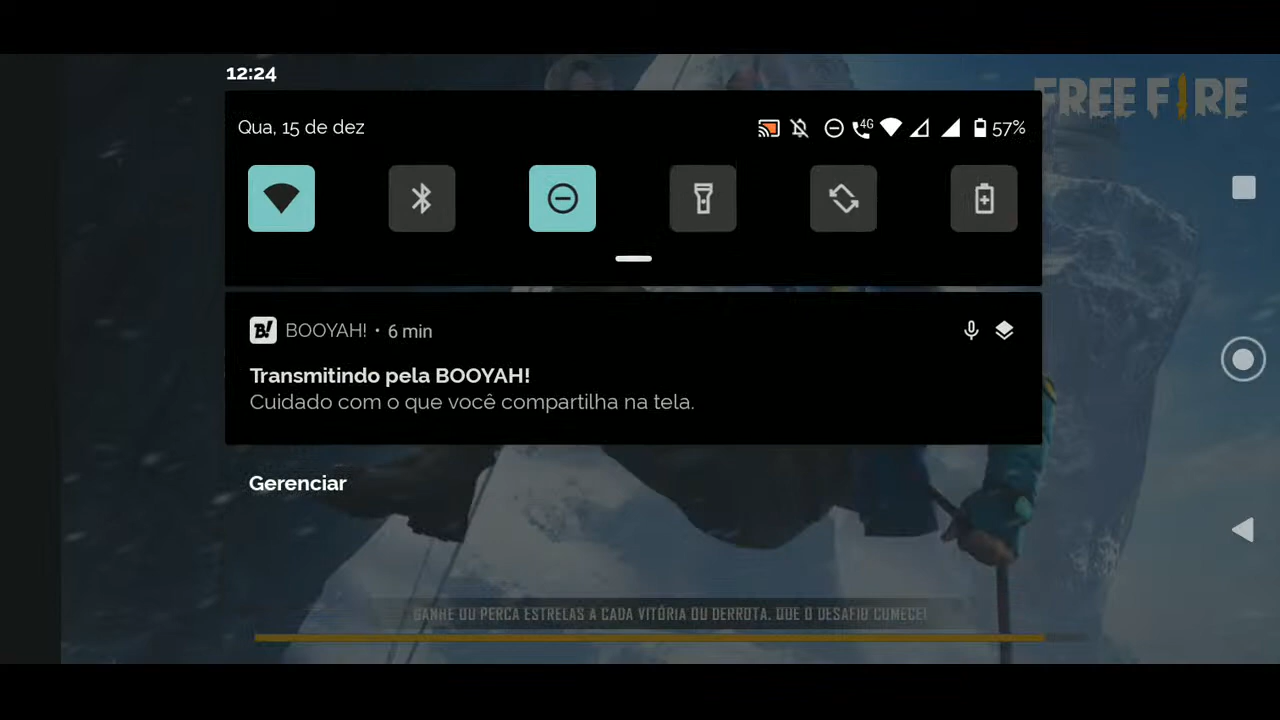 12:24
FREE FIRE
Qua, 15 de dez
4G
57%
B! BOOYAH! • 6 min
Transmitindo pela BOOYAH!
Cuidado com o que você compartilha na tela.
Gerenciar
GANHE OU PERCA ESTRELAS A CADA VITÓRIA OU DERROTA. QUE O DESAFIO COMECE!